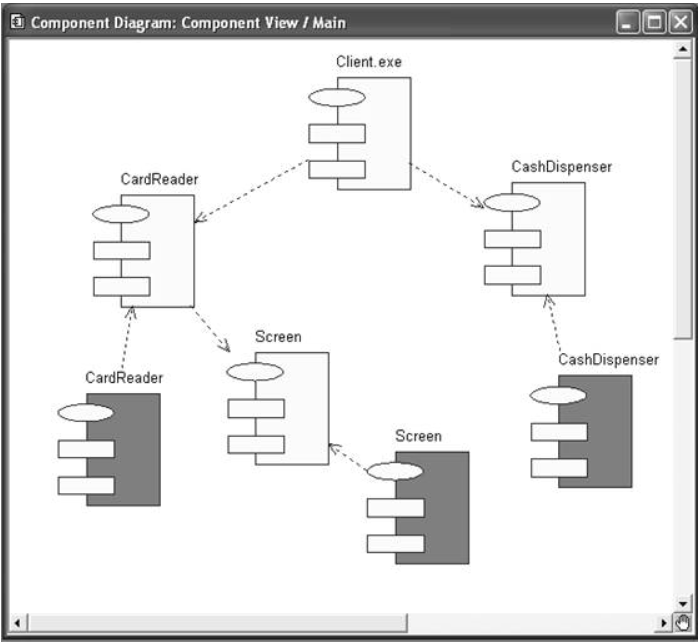 Component Diagram: Component View / Main
Client.exe
CardReader
CashDispenser
Screen
CashDispenser
CardReader
Screen